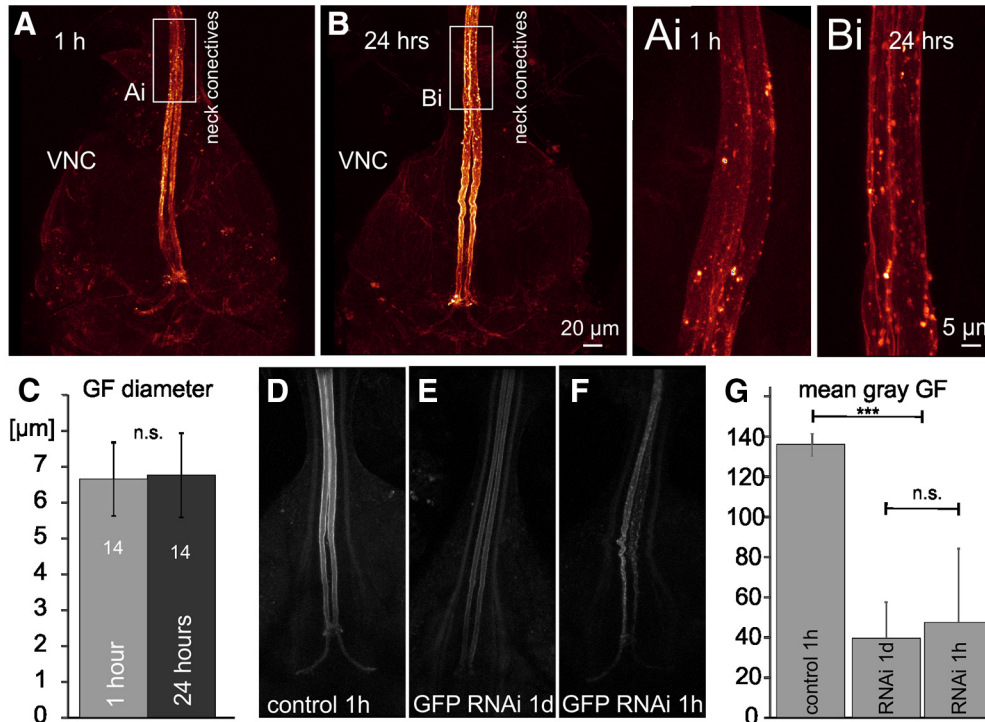 A
1 h
Ai
neck conectives
VNC
B
24 hrs
Bi
neck conectives
VNC
20 µm
Ai 1 h
Bi
24 hrs
5 µm
C
GF diameter
[µm]
n.s.
7
6
5
4
3
2
1
0
14
14
1 hour
24 hours
D
control 1h
E
GFP RNAi 1d
F
GFP RNAi 1h
G
mean gray GF
***
n.s.
140
120
100
80
60
40
20
0
control 1h
RNAi 1d
RNAi 1h